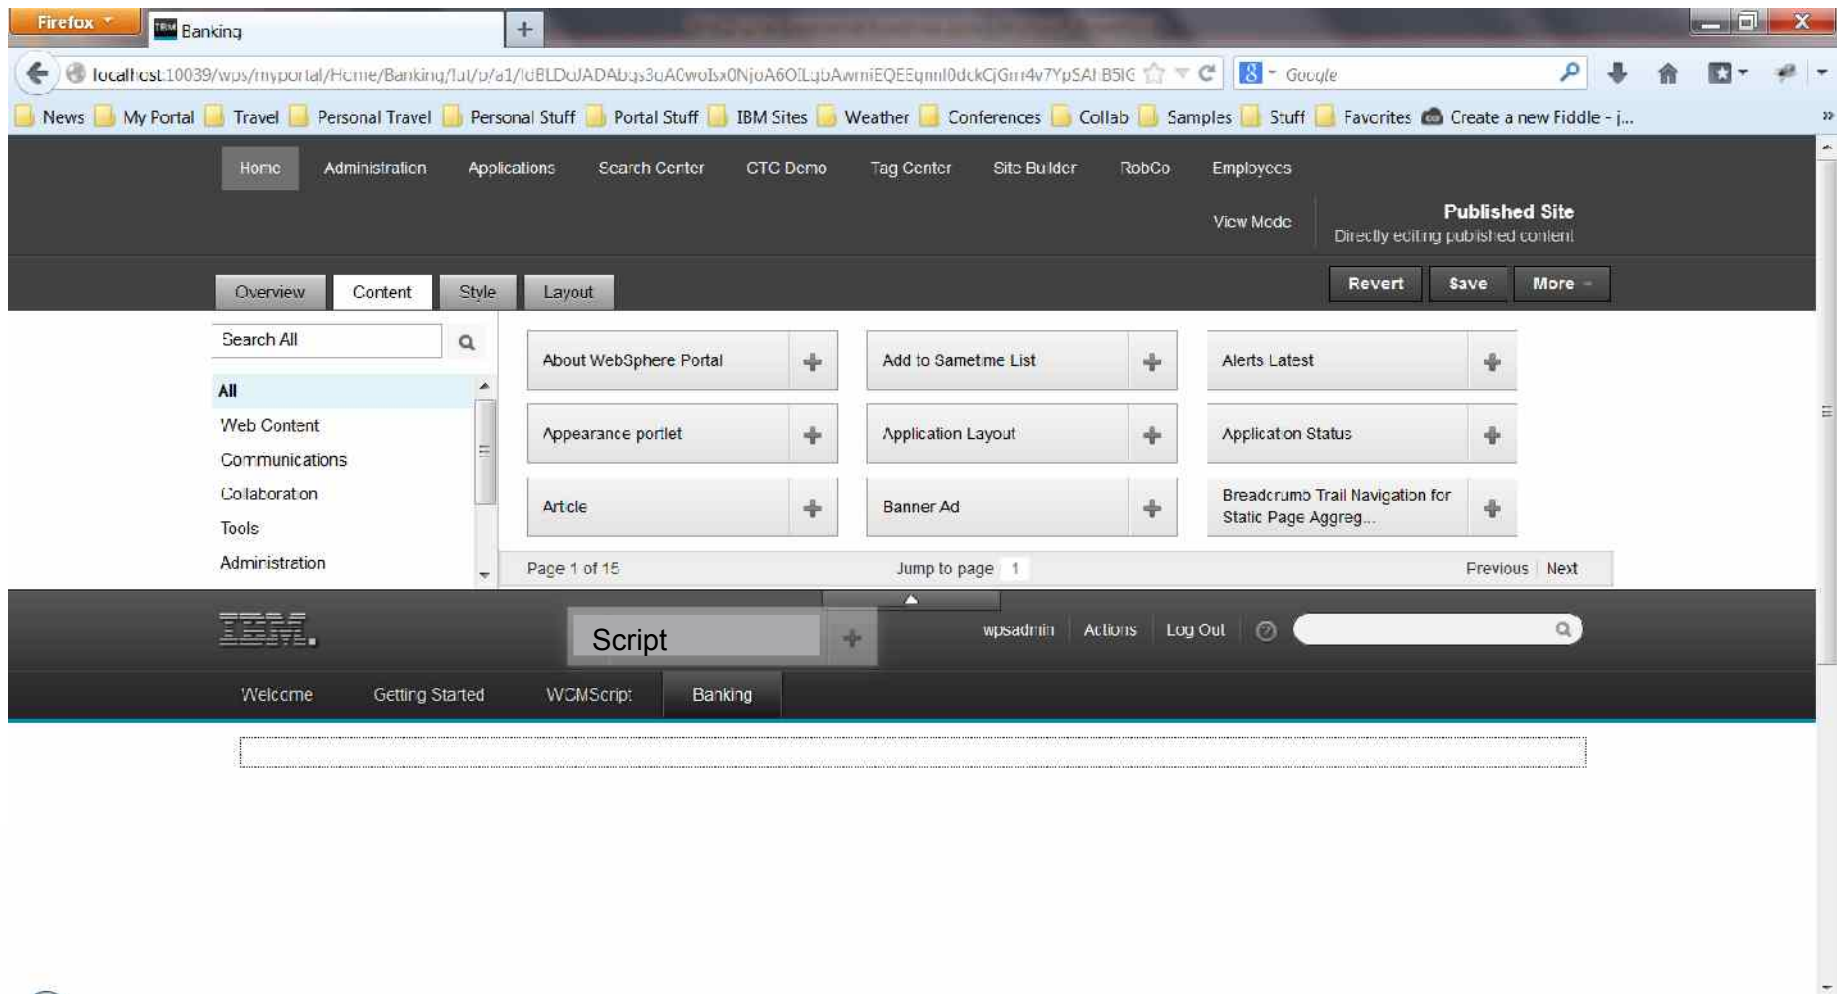 Firefox
Banking
localhost:10039/wps/myportal/Home/Banking/
Google
News My Portal Travel Personal Travel Personal Stuff Portal Stuff IBM Sites Weather Conferences Collab Samples Stuff Favorites Create a new Fiddle - j...
Home Administration Applications Search Center CTC Demo Tag Center Site Builder RobCo Employees
View Mode
Published Site
Directly editing published content
Overview Content Style Layout
Revert Save More
Search All
About WebSphere Portal
Add to Sametime List
Alerts Latest
All
Web Content
Communications
Collaboration
Tools
Administration
Appearance portlet
Application Layout
Application Status
Article
Banner Ad
Breadcrumb Trail Navigation for
Static Page Aggreg...
Page 1 of 15
Jump to page 1
Previous Next
IBM.
Script
wpsadmin Actions Log Out
Welcome Getting Started WCMScript Banking